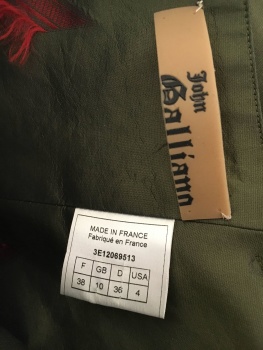 John
Galliano
MADE IN FRANCE
Fabriqué en France
3E12069513
F GB D USA
38 10 36 4